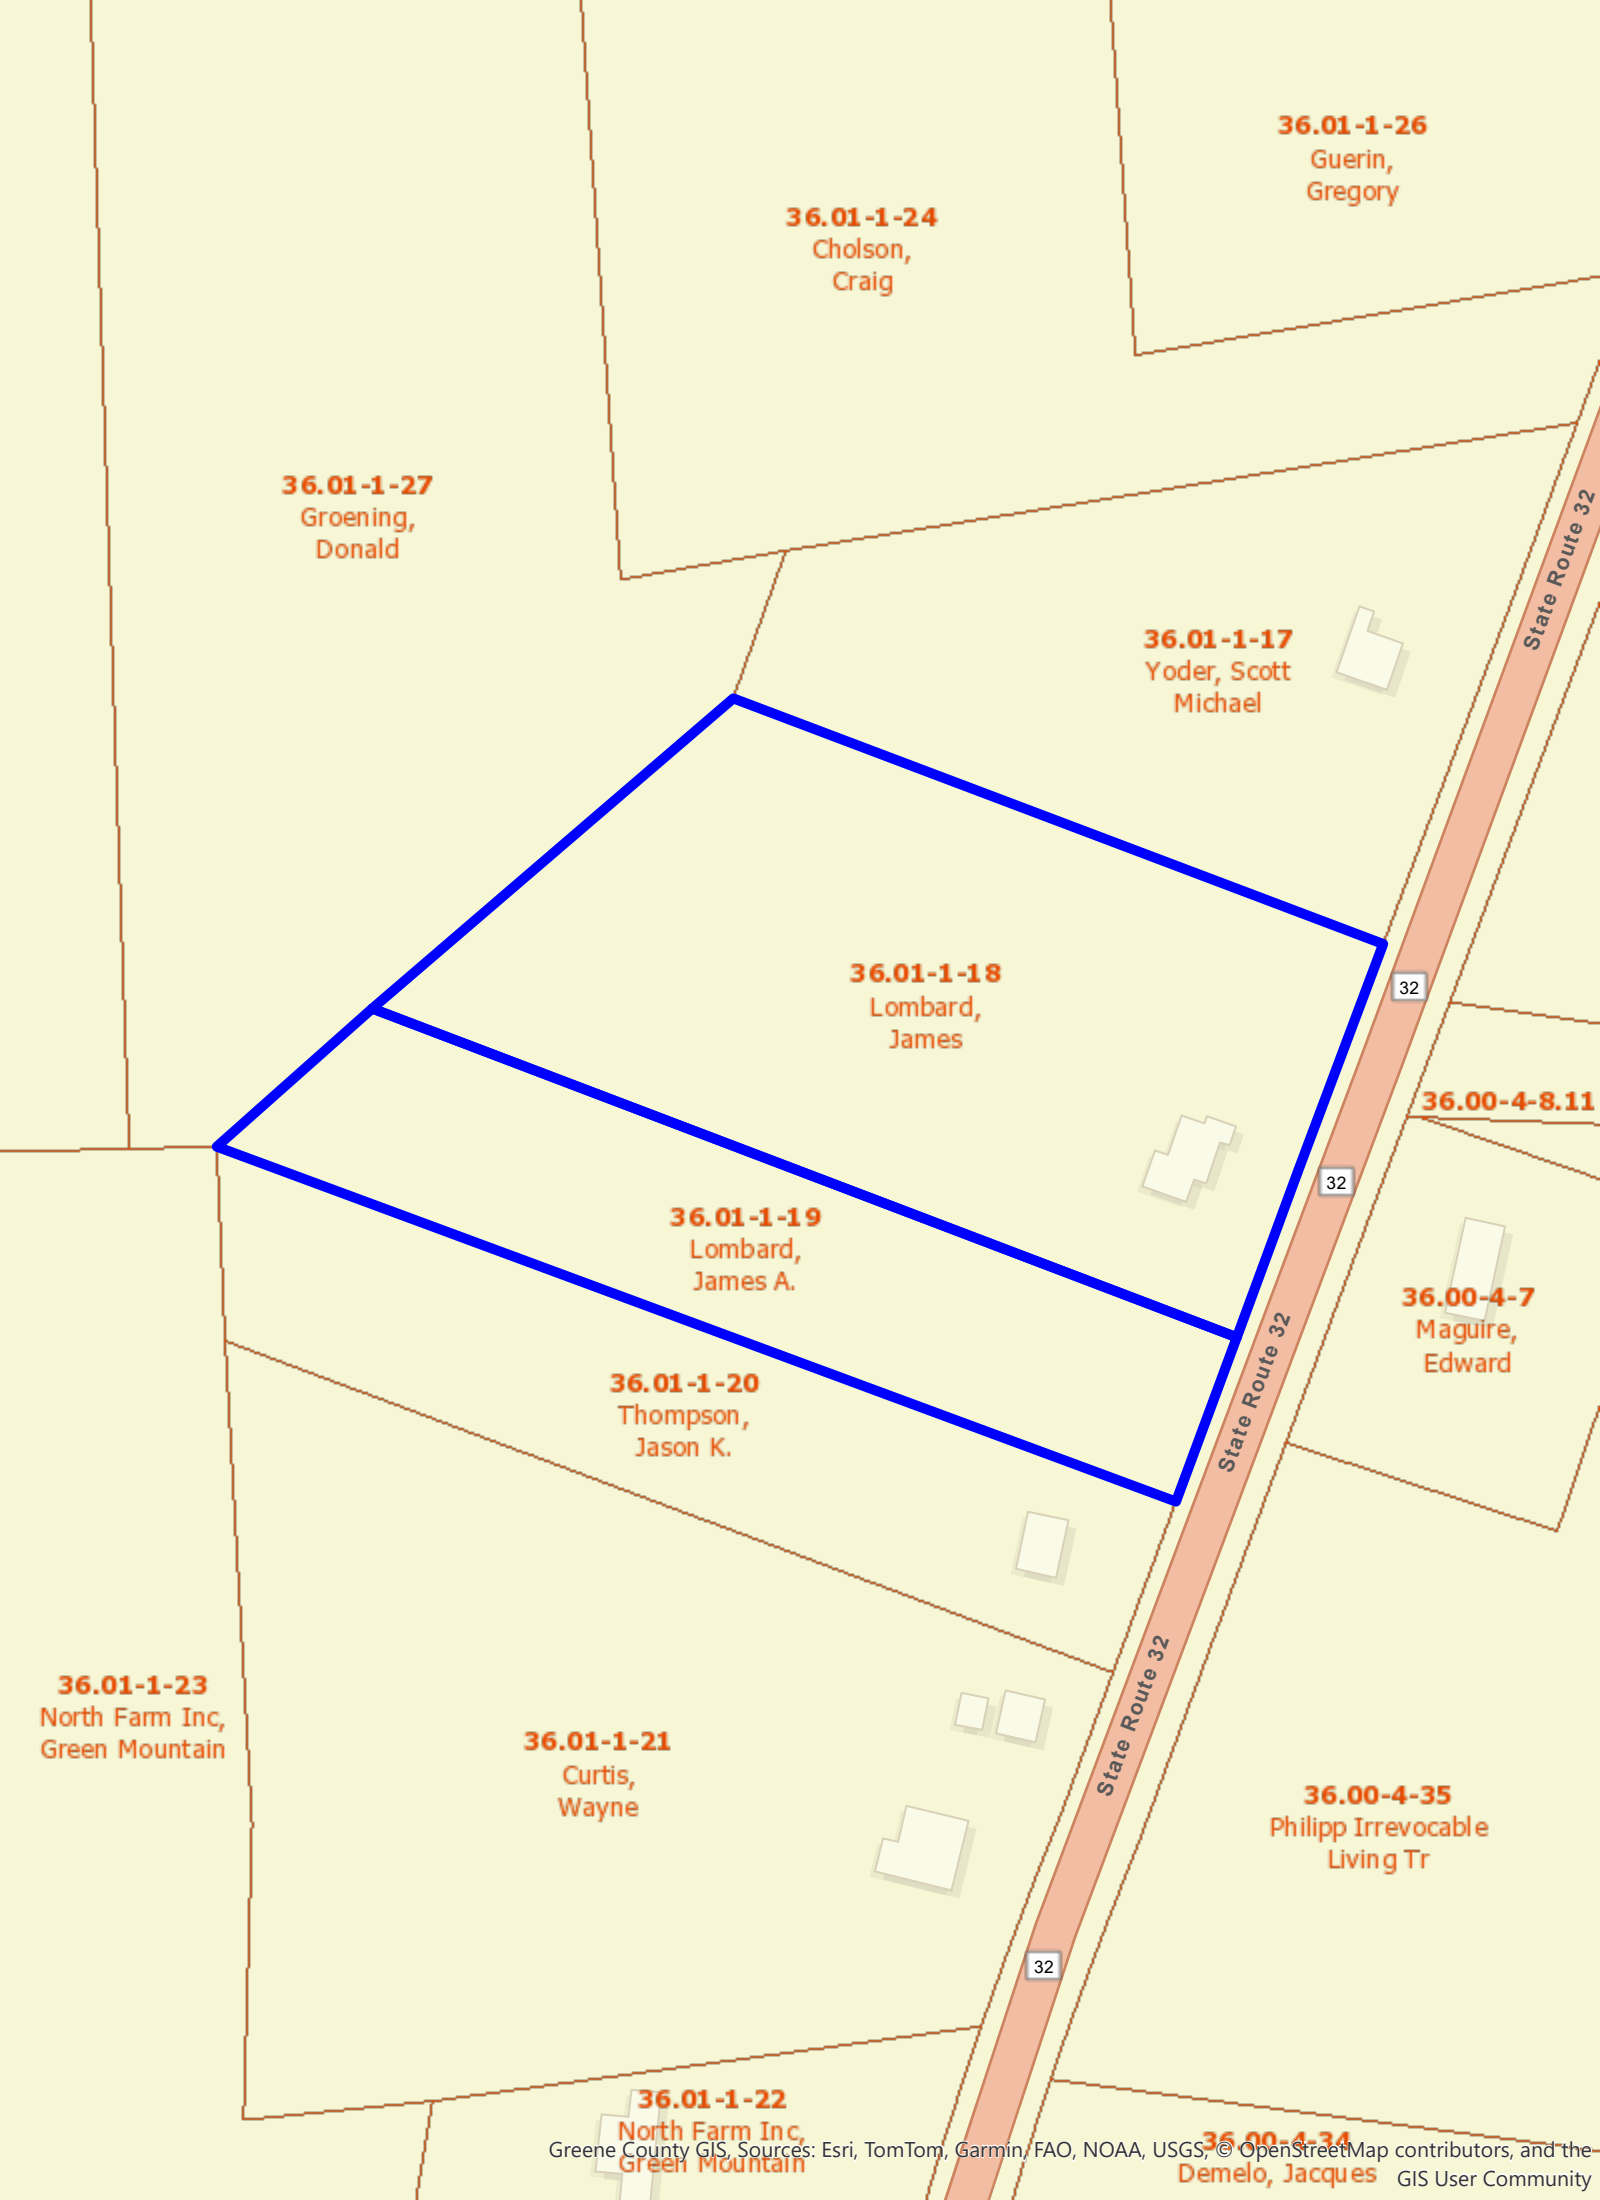 36.01-1-26
Guerin,
Gregory
36.01-1-24
Cholson,
Craig
36.01-1-27
Groening,
Donald
State Route 32
36.01-1-17
Yoder, Scott
Michael
36.01-1-18
Lombard,
James
32
36.00-4-8.11
32
36.01-1-19
Lombard,
James A.
36.00-4-7
Maguire,
Edward
State Route 32
36.01-1-20
Thompson,
Jason K.
State Route 32
36.01-1-23
North Farm Inc,
Green Mountain
36.01-1-21
Curtis,
Wayne
36.00-4-35
Philipp Irrevocable
Living Tr
32
36.01-1-22
North Farm Inc,
Green Mountain
36.00-4-34
Demelo, Jacques
Greene County GIS, Sources: Esri, TomTom, Garmin, FAO, NOAA, USGS, © OpenStreetMap contributors, and the
GIS User Community